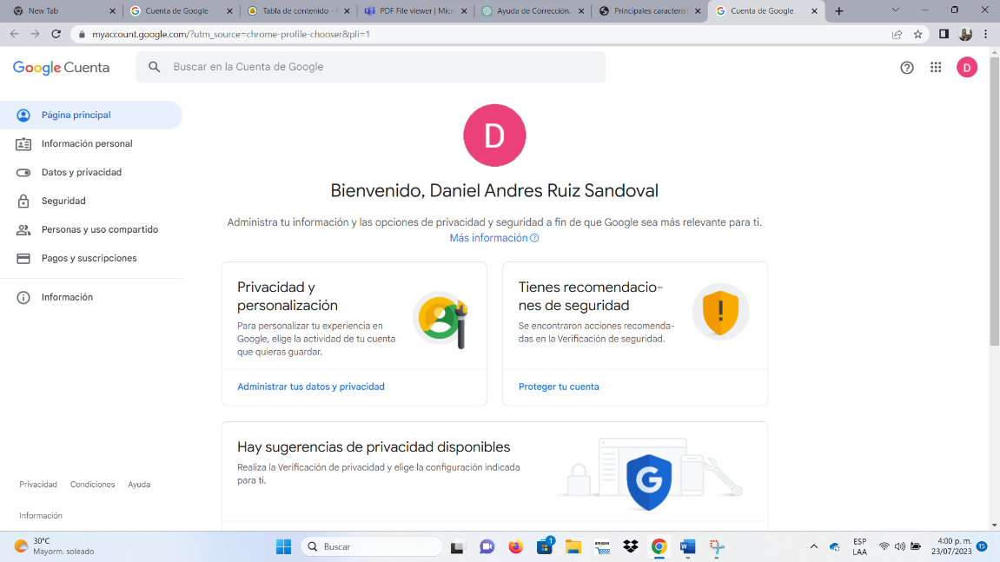 New Tab
Cuenta de Google
Tabla de contenido -
PDF File viewer | Micr
Ayuda de Corrección.
Principales caracterist
Cuenta de Google
myaccount.google.com/?utm_source=chrome-profile-chooser&pli=1
Google Cuenta
Buscar en la Cuenta de Google
D
Página principal
Información personal
Datos y privacidad
Seguridad
Personas y uso compartido
Pagos y suscripciones
Información
D
Bienvenido, Daniel Andres Ruiz Sandoval
Administra tu información y las opciones de privacidad y seguridad a fin de que Google sea más relevante para ti.
Más información
Privacidad y
personalización
Para personalizar tu experiencia en
Google, elige la actividad de tu cuenta
que quieras guardar.
Administrar tus datos y privacidad
Tienes recomendacio-
nes de seguridad
Se encontraron acciones recomenda-
das en la Verificación de seguridad.
Proteger tu cuenta
Hay sugerencias de privacidad disponibles
Realiza la Verificación de privacidad y elige la configuración indicada
para ti.
G
Privacidad Condiciones Ayuda
Información
30°C
Mayorm. soleado
Buscar
1
amazon
ESP
LAA
4:00 p. m.
23/07/2023
15